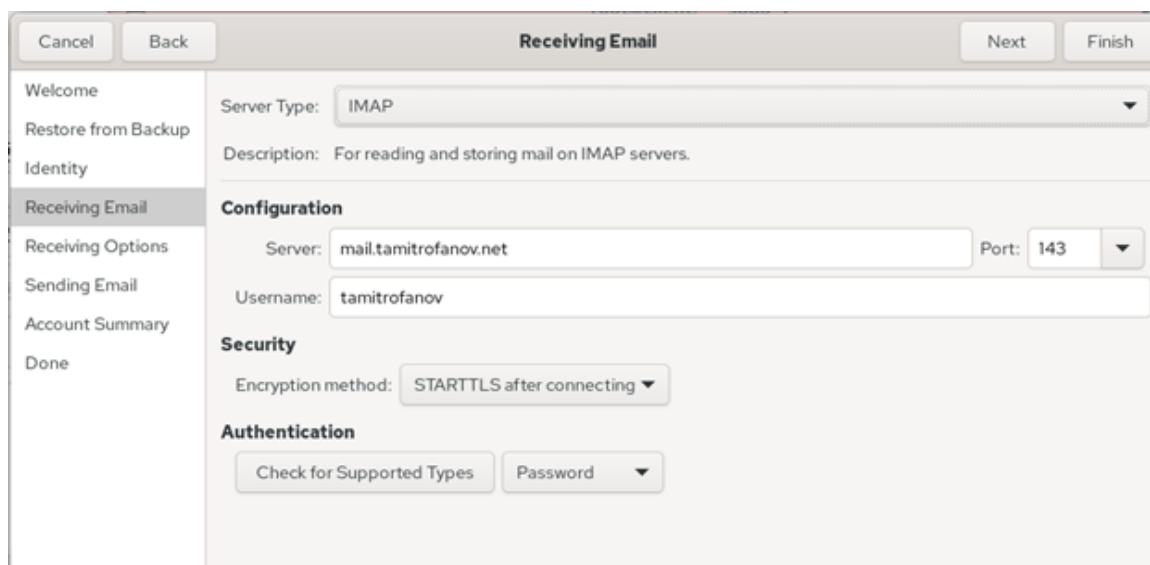 Cancel Back Receiving Email Next Finish
Welcome
Restore from Backup
Identity
Receiving Email
Receiving Options
Sending Email
Account Summary
Done
Server Type: IMAP
Description: For reading and storing mail on IMAP servers.
Configuration
Server: mail.tamitrofanov.net Port: 143
Username: tamitrofanov
Security
Encryption method: STARTTLS after connecting
Authentication
Check for Supported Types Password